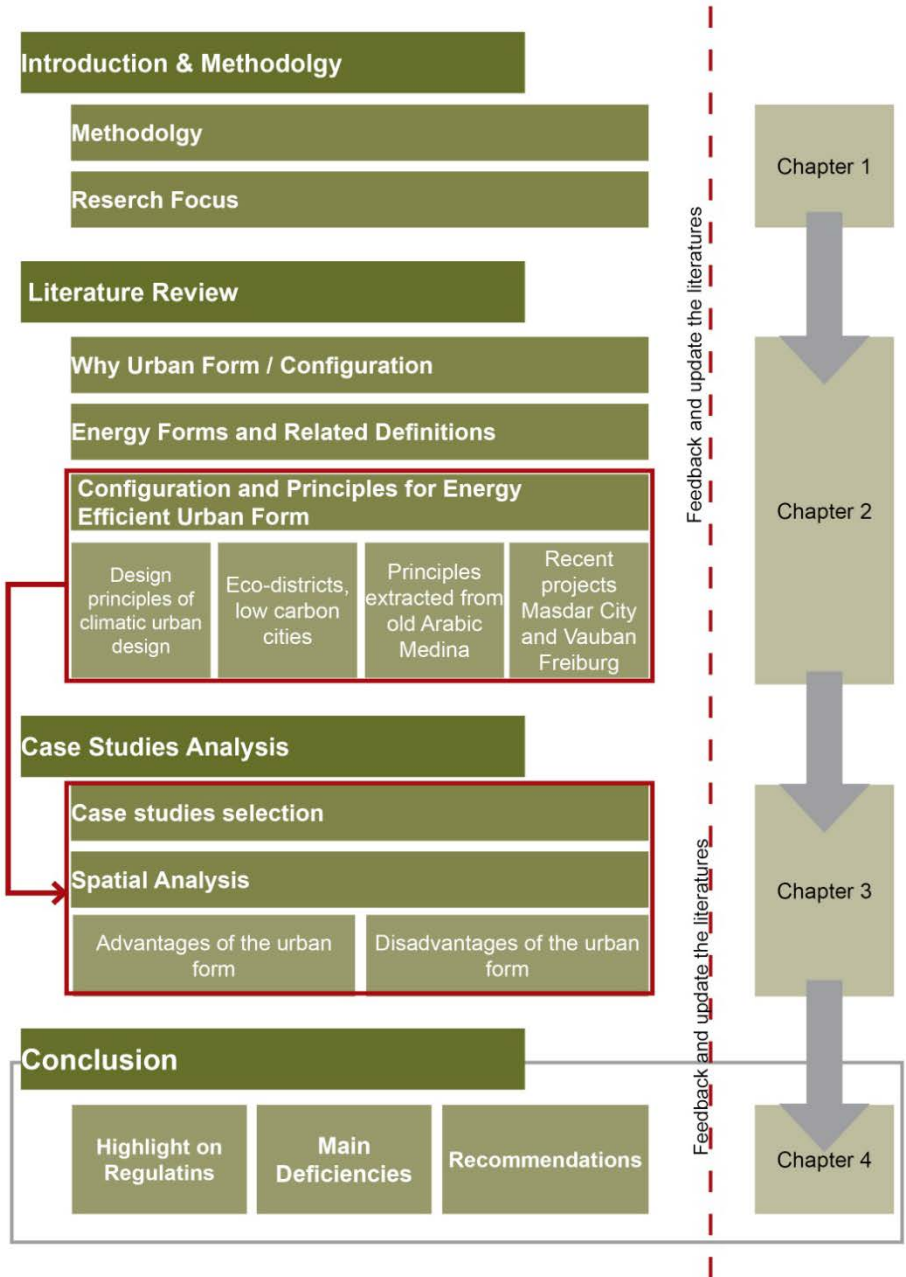 Introduction & Methodolgy
Methodolgy
Reserch Focus
Chapter 1
Feedback and update the literatures
Literature Review
Why Urban Form / Configuration
Energy Forms and Related Definitions
Configuration and Principles for Energy
Efficient Urban Form
Design
principles of
climatic urban
design
Eco-districts,
low carbon
cities
Principles
extracted from
old Arabic
Medina
Recent
projects
Masdar City
and Vauban
Freiburg
Chapter 2
Case Studies Analysis
Case studies selection
Spatial Analysis
Advantages of the urban
form
Disadvantages of the urban
form
Chapter 3
Feedback and update the literatures
Conclusion
Highlight on
Regulatins
Main
Deficiencies
Recommendations
Chapter 4